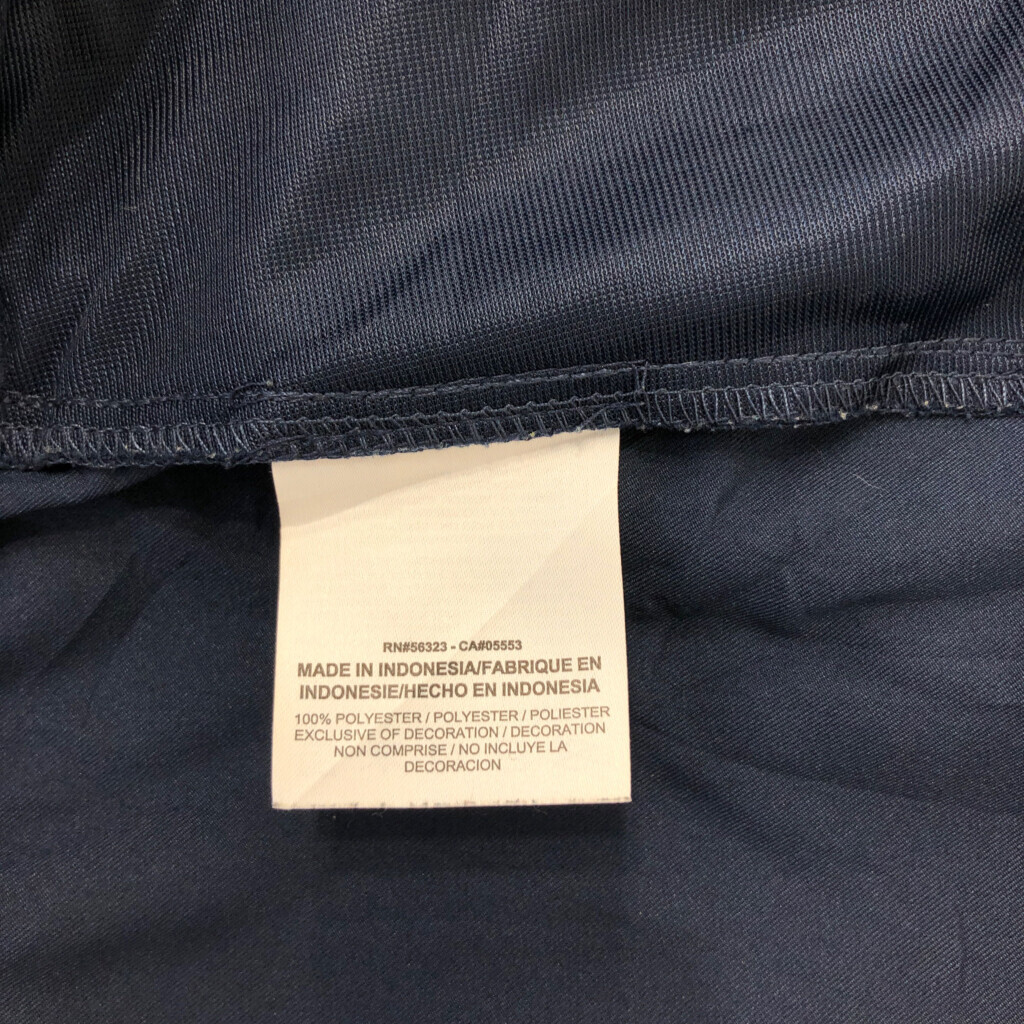 RN#56323 - CA#05553
MADE IN INDONESIA/FABRIQUE EN
INDONESIE/HECHO EN INDONESIA
100% POLYESTER / POLYESTER / POLIESTER
EXCLUSIVE OF DECORATION / DECORATION
NON COMPRISE / NO INCLUYE LA
DECORACION